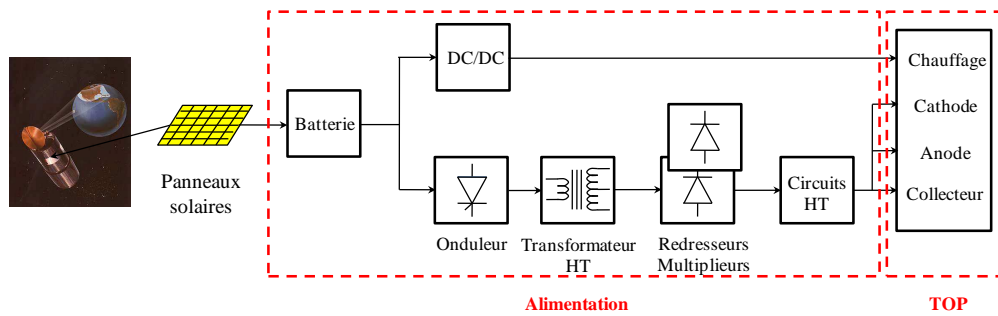 Panneaux
solaires
Batterie
DC/DC
Onduleur
Transformateur
HT
Redresseurs
Multiplieurs
Circuits
HT
Chauffage
Cathode
Anode
Collecteur
Alimentation
TOP